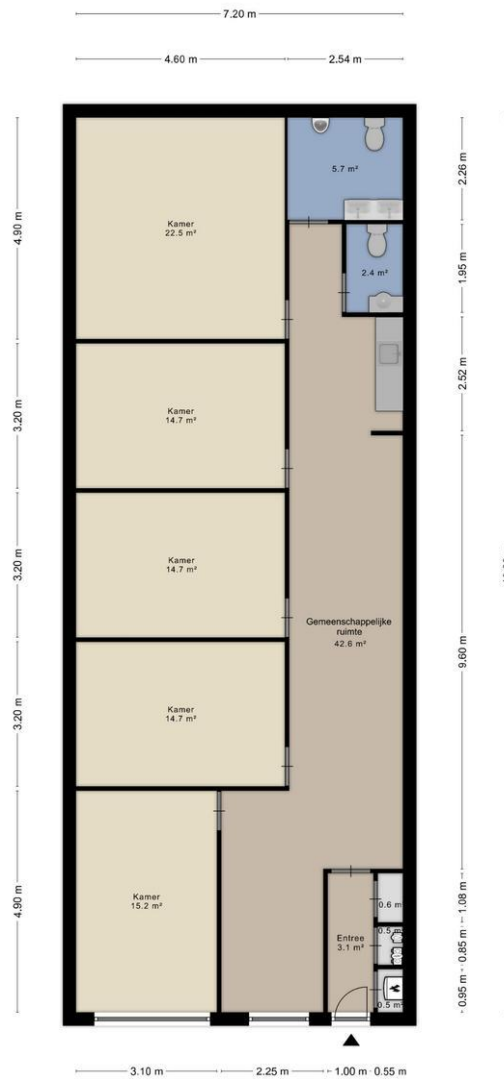 7.20 m
4.60 m
2.54 m
4.90 m
3.20 m
3.20 m
3.20 m
4.90 m
Kamer
22.5 m²
5.7 m²
2.4 m²
Kamer
14.7 m²
Kamer
14.7 m²
Gemeenschappelijke
ruimte
42.6 m²
Kamer
14.7 m²
Kamer
15.2 m²
Entree
3.1 m²
0.6 m²
0.5
0.5 m²
2.26 m
1.95 m
2.52 m
9.60 m
1.08 m
0.85 m
0.95 m
3.10 m
2.25 m
1.00 m
0.55 m